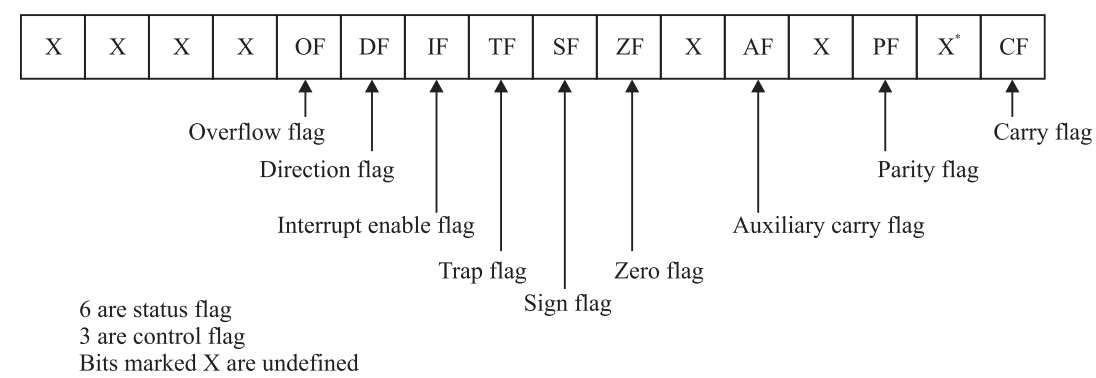 X X X X OF DF IF TF SF ZF X AF X PF X* CF
Overflow flag
Carry flag
Direction flag
Parity flag
Interrupt enable flag
Auxiliary carry flag
Trap flag
Zero flag
Sign flag
6 are status flag
3 are control flag
Bits marked X are undefined